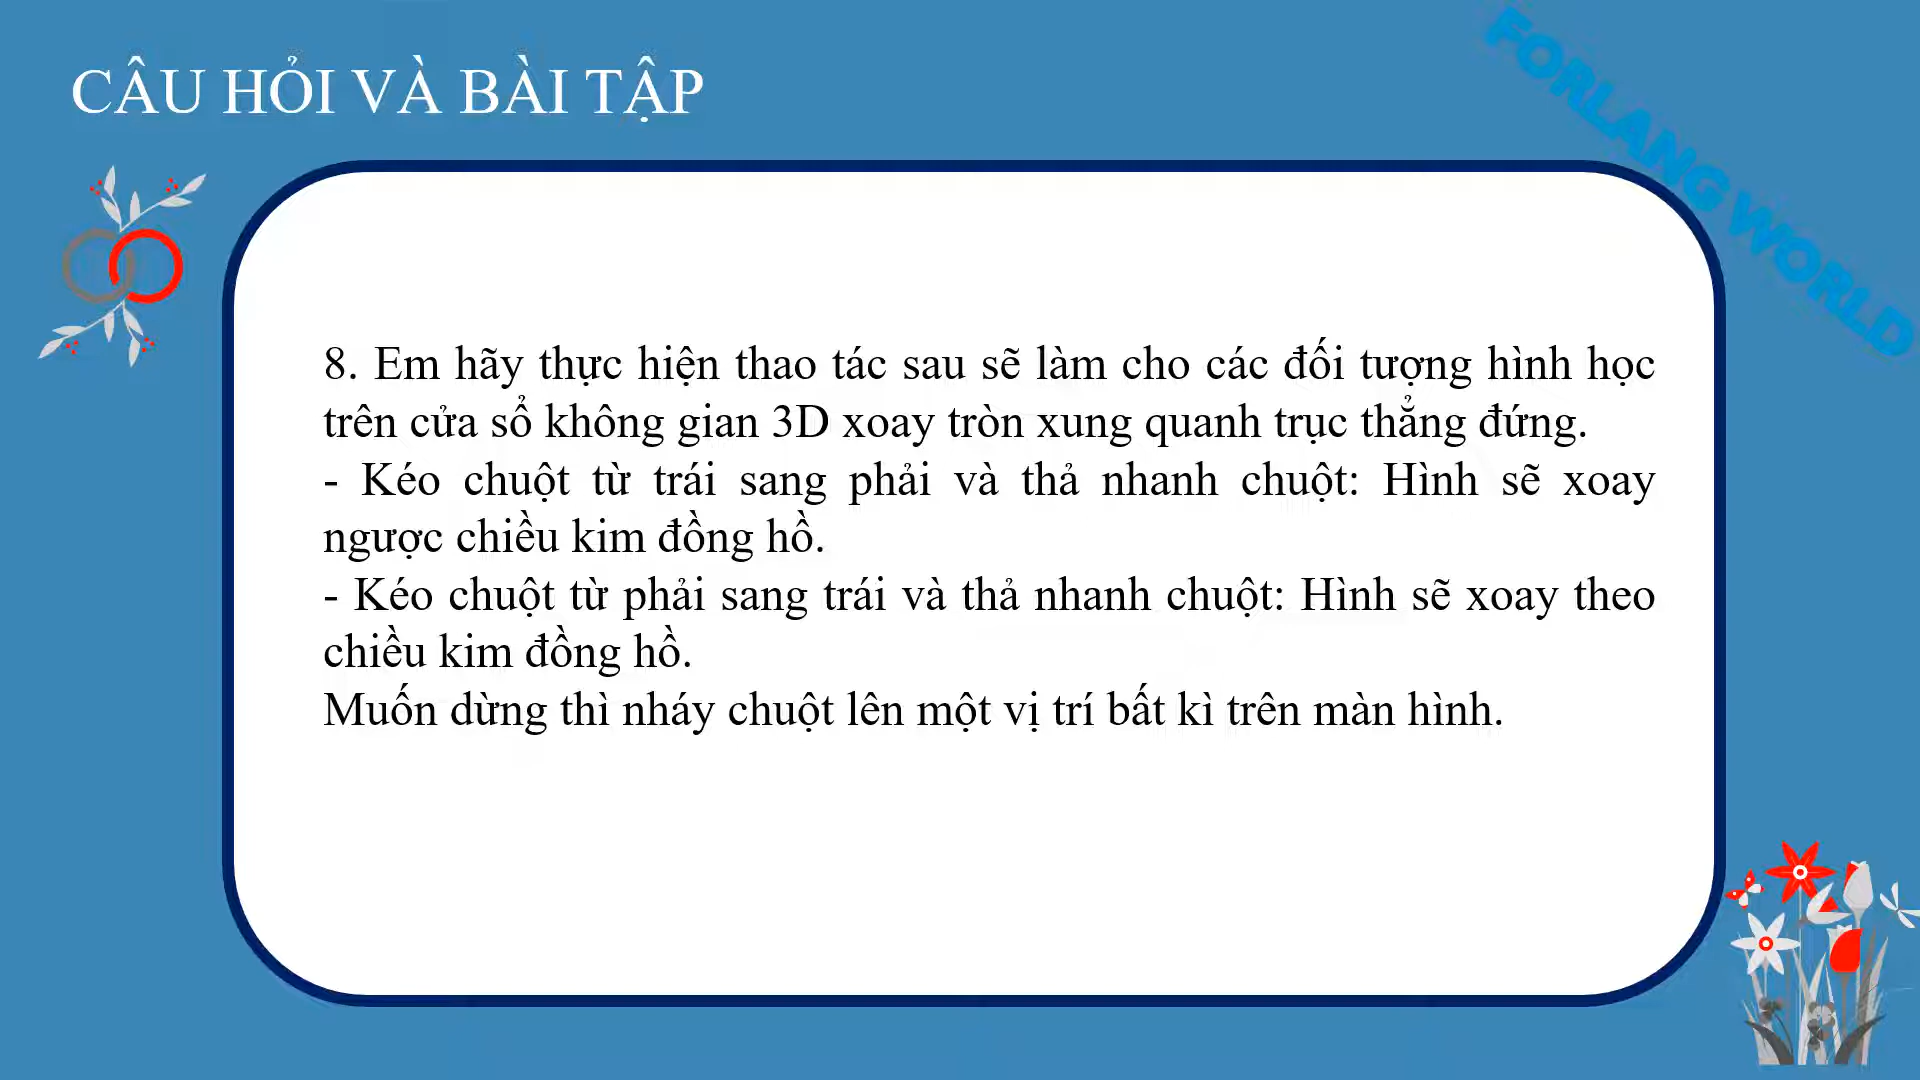 CÂU HỎI VÀ BÀI TẬP
FORLANG WORLD
8. Em hãy thực hiện thao tác sau sẽ làm cho các đối tượng hình học
trên cửa sổ không gian 3D xoay tròn xung quanh trục thẳng đứng.
- Kéo chuột từ trái sang phải và thả nhanh chuột: Hình sẽ xoay
ngược chiều kim đồng hồ.
- Kéo chuột từ phải sang trái và thả nhanh chuột: Hình sẽ xoay theo
chiều kim đồng hồ.
Muốn dừng thì nháy chuột lên một vị trí bất kì trên màn hình.